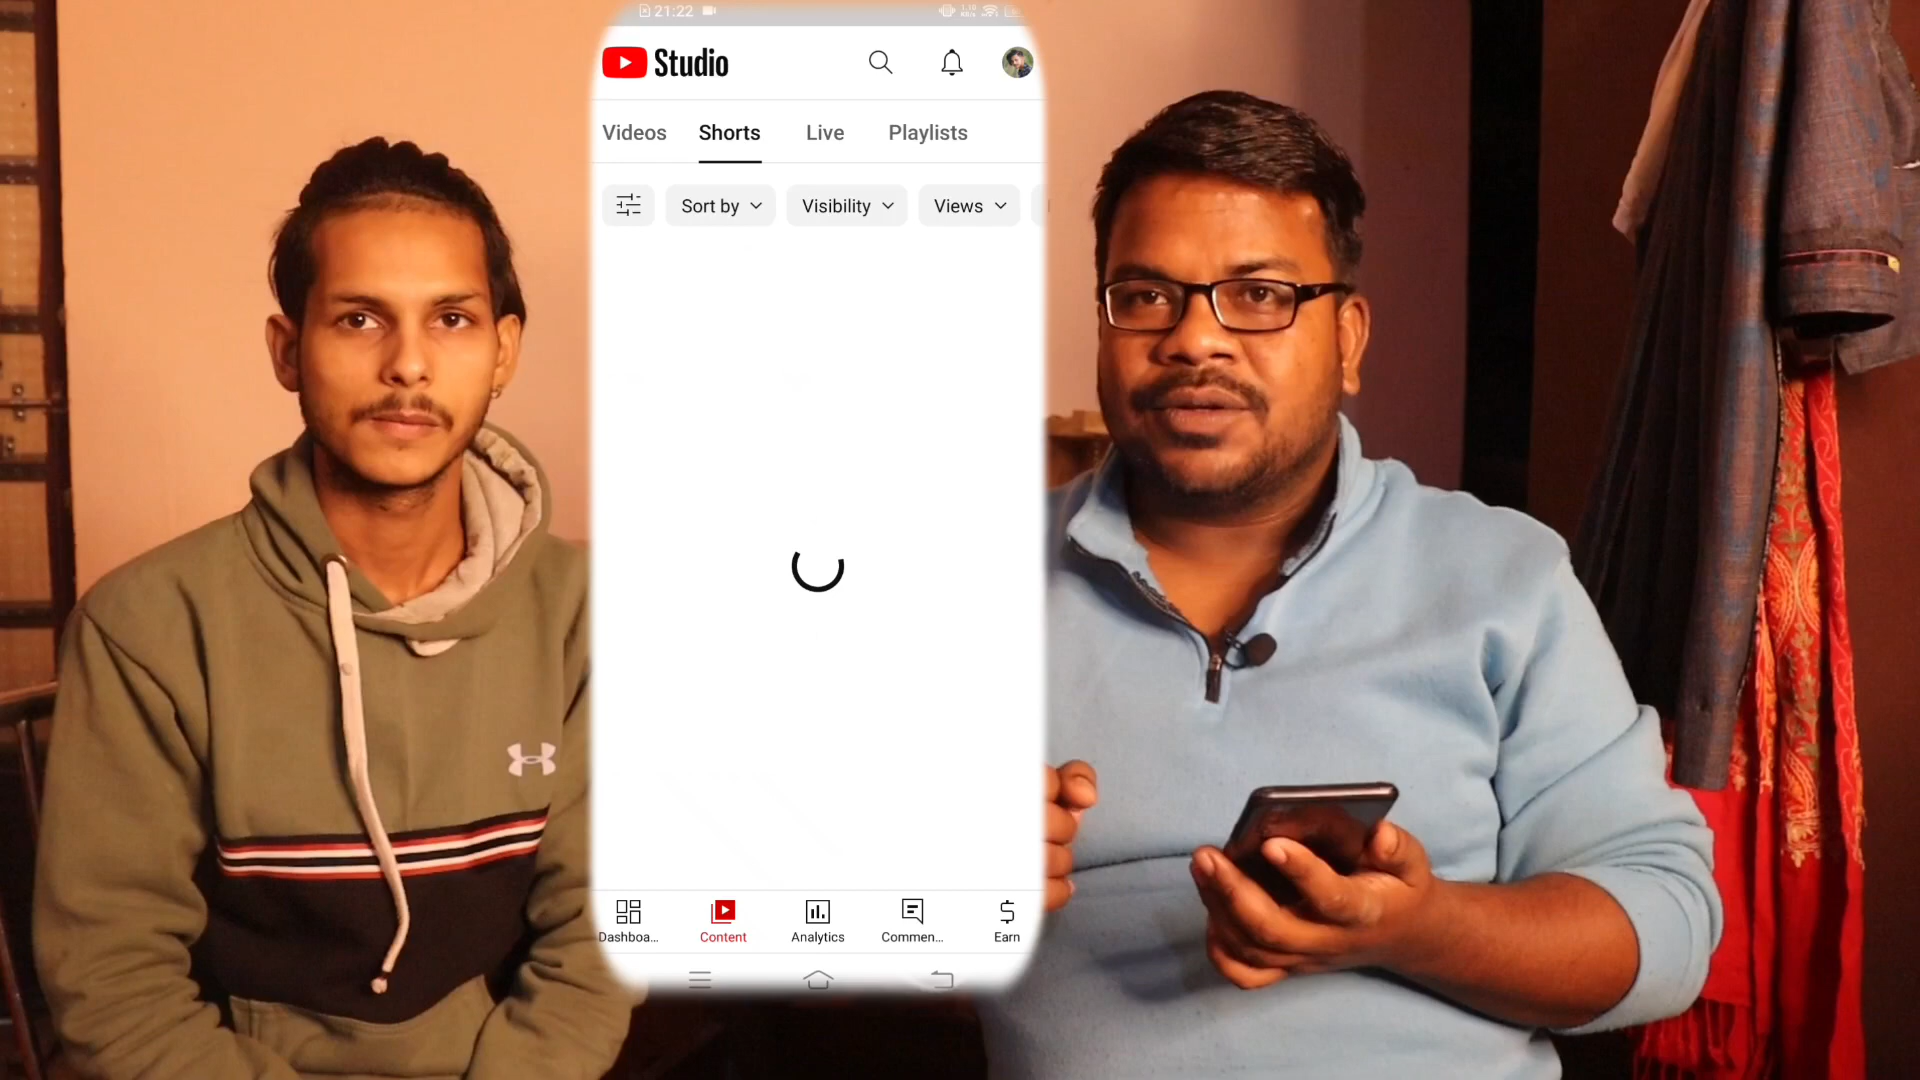 21:22
Studio
Videos Shorts Live Playlists
Sort by Visibility Views
Dashboa... Content Analytics Commen... Earn